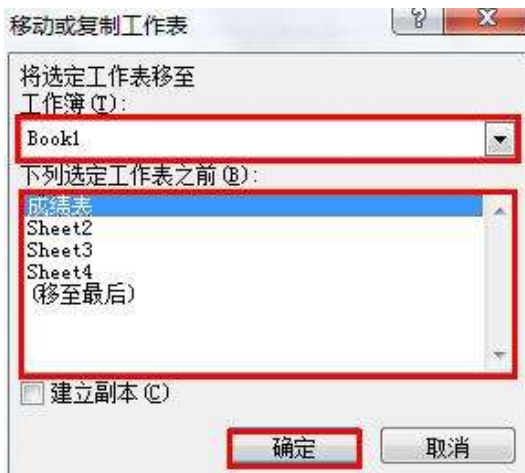 移动或复制工作表
将选定工作表移至
工作簿(T):
Book1
下列选定工作表之前(B):
成绩表
Sheet2
Sheet3
Sheet4
(移至最后)
建立副本(C)
确定 取消